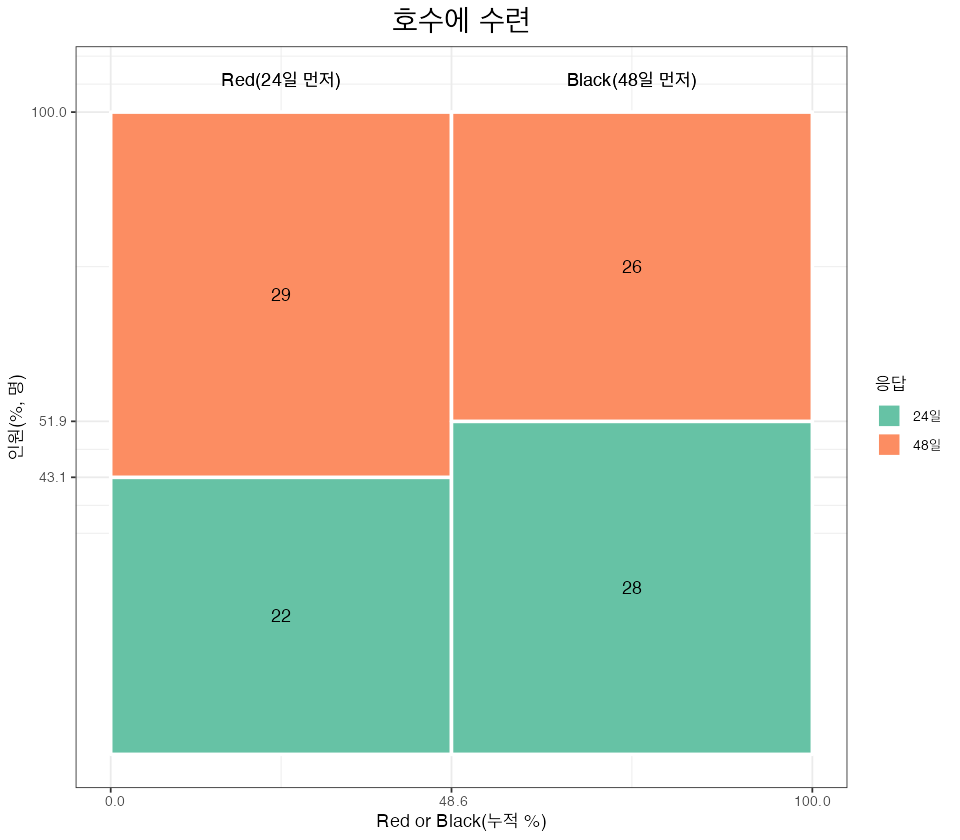 호수에 수련
Red(24일 먼저)
Black(48일 먼저)
100.0
29
26
51.9
43.1
28
22
인원(%, 명)
응답
24일
48일
0.0
48.6
100.0
Red or Black(누적 %)